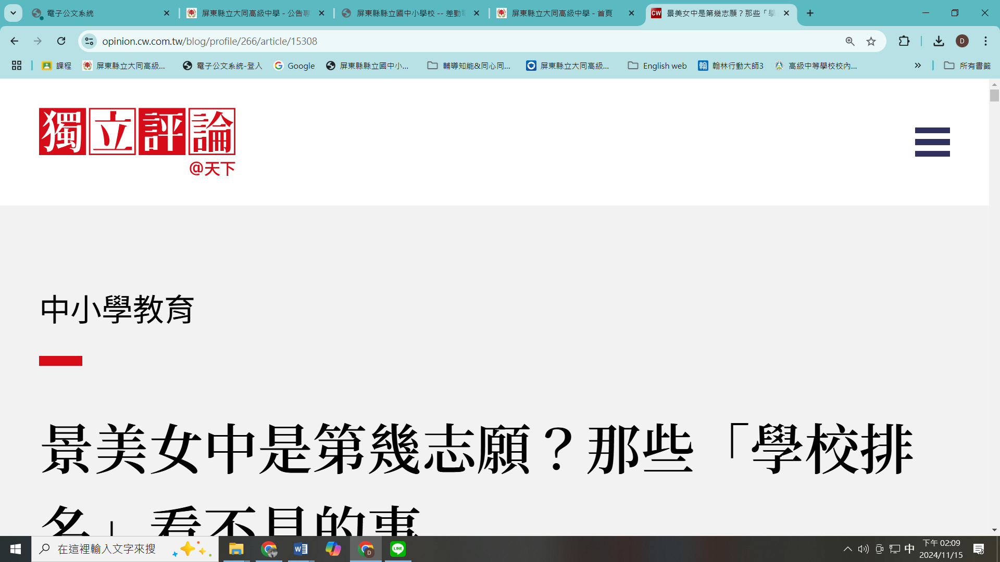 電子公文系統
屏東縣立大同高級中學 - 公告專
屏東縣縣立國中小學校 -- 差勤
屏東縣立大同高級中學 - 首頁
景美女中是第幾志願？那些「學
opinion.cw.com.tw/blog/profile/266/article/15308
D
課程
屏東縣立大同高級...
電子公文系統-登入
Google
屏東縣縣立國中小...
輔導知能&同心同...
屏東縣立大同高級...
English web
翰林行動大師3
高級中等學校校內...
所有書籤
獨立評論
@天下
中小學教育
景美女中是第幾志願？那些「學校排
名」看不見的事
在這裡輸入文字來搜
中
下午 02:09
2024/11/15